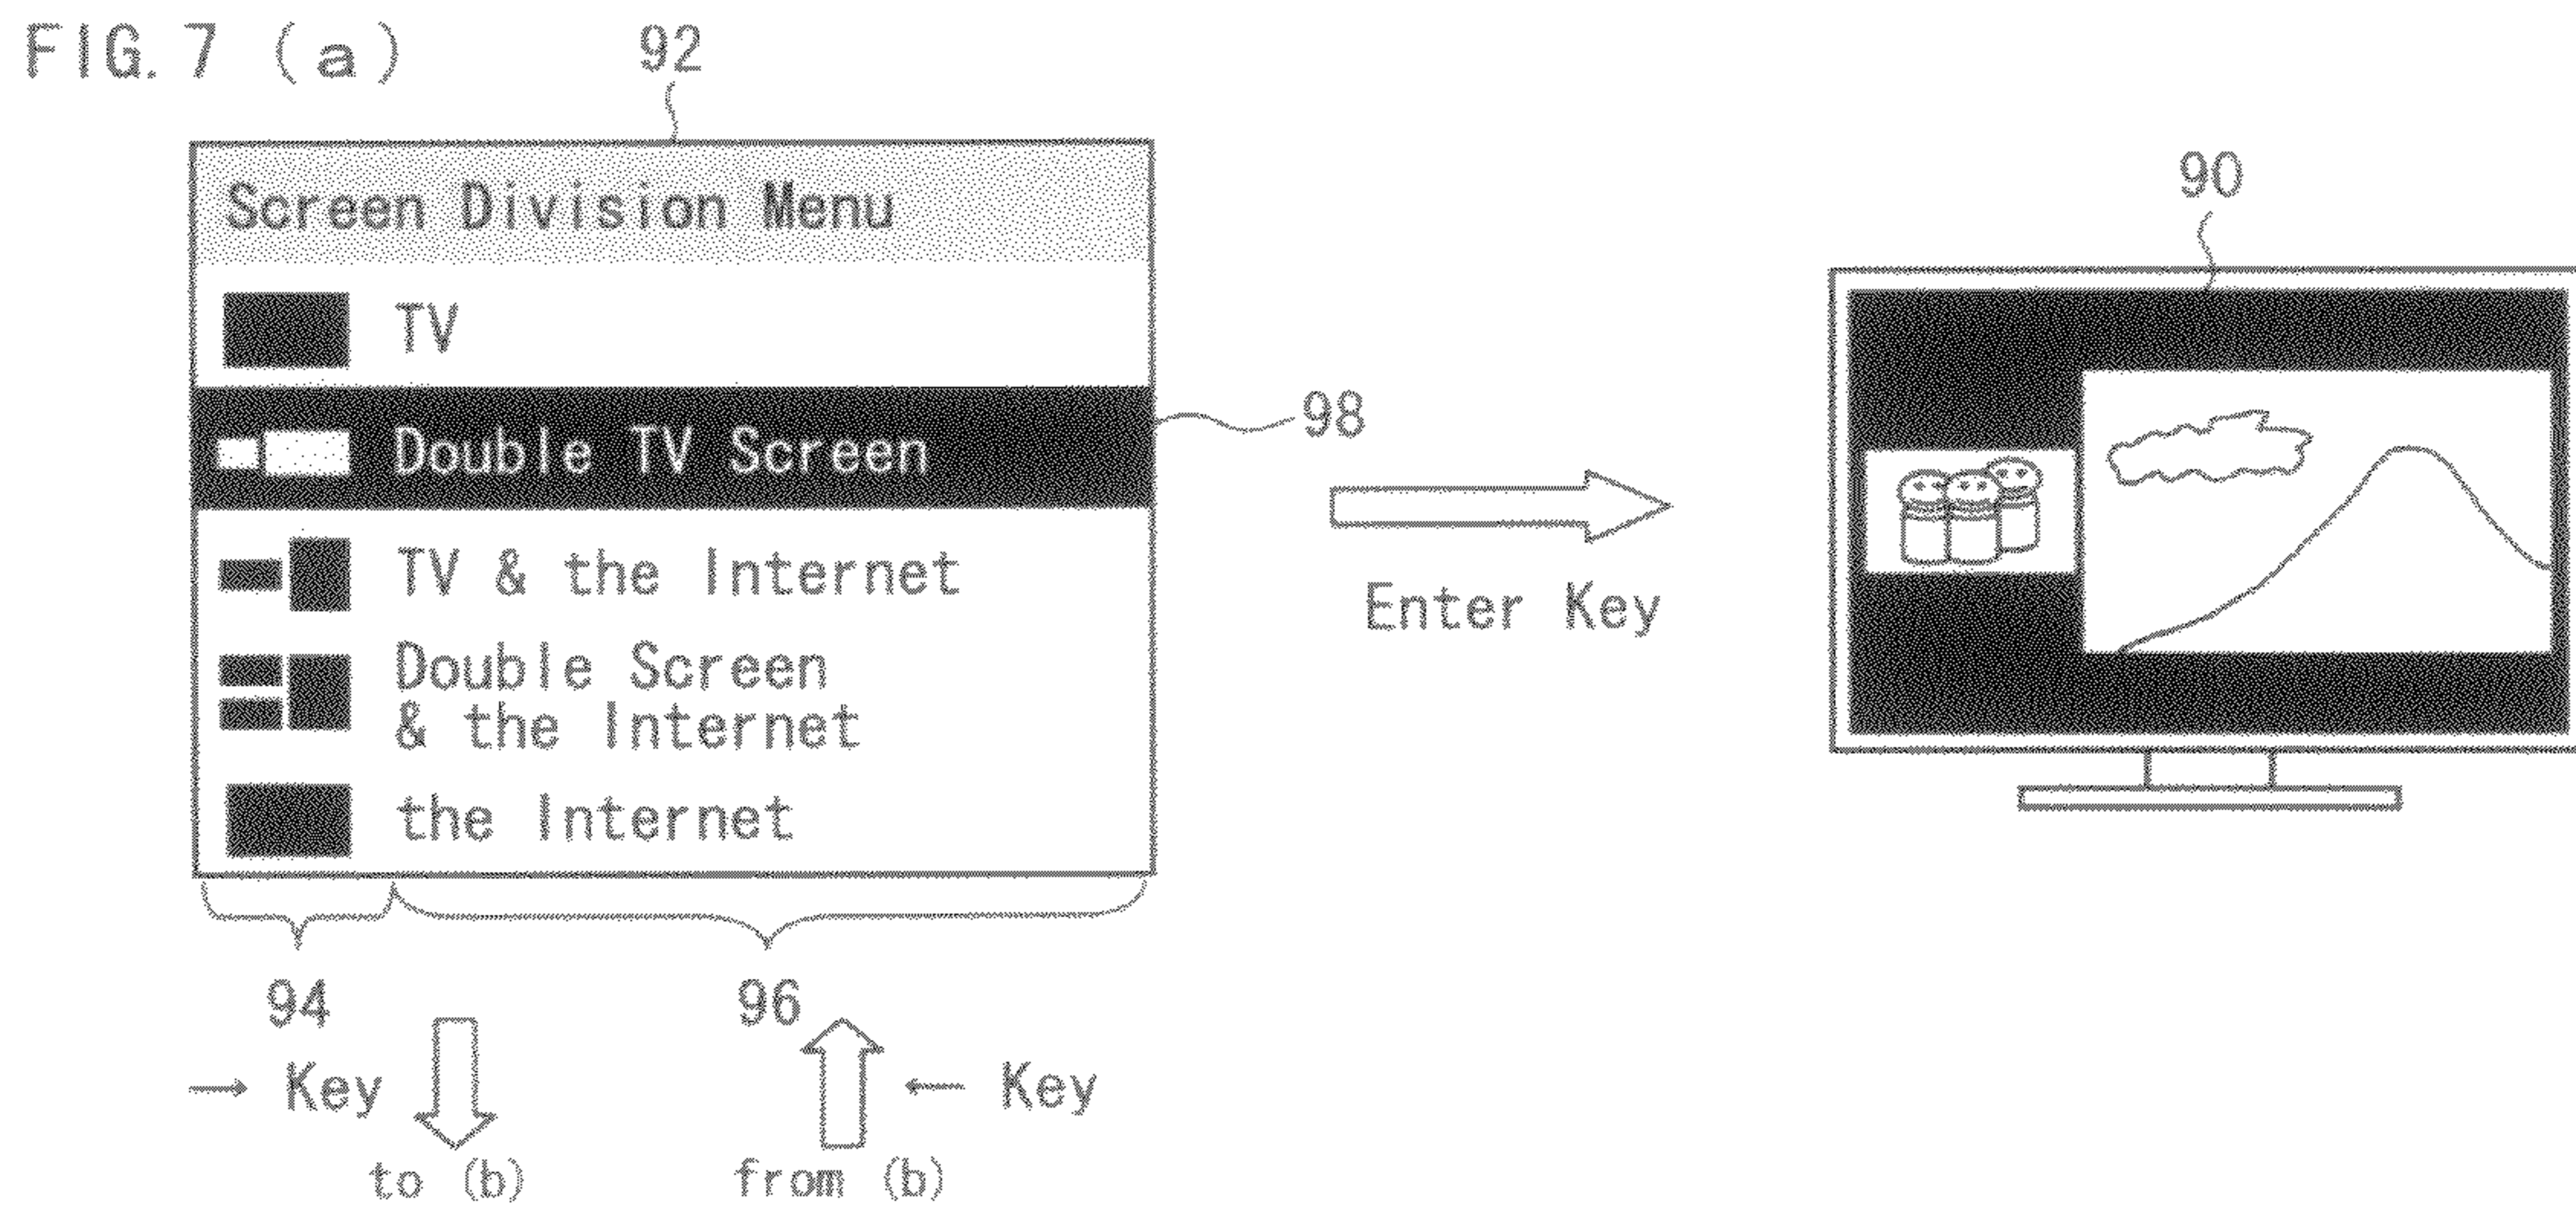 FIG. 7 (a)
92
Screen Division Menu
TV
Double TV Screen
TV & the Internet
Double Screen
& the Internet
the Internet
98
Enter Key
90
94
96
→ Key
← Key
to (b)
from (b)